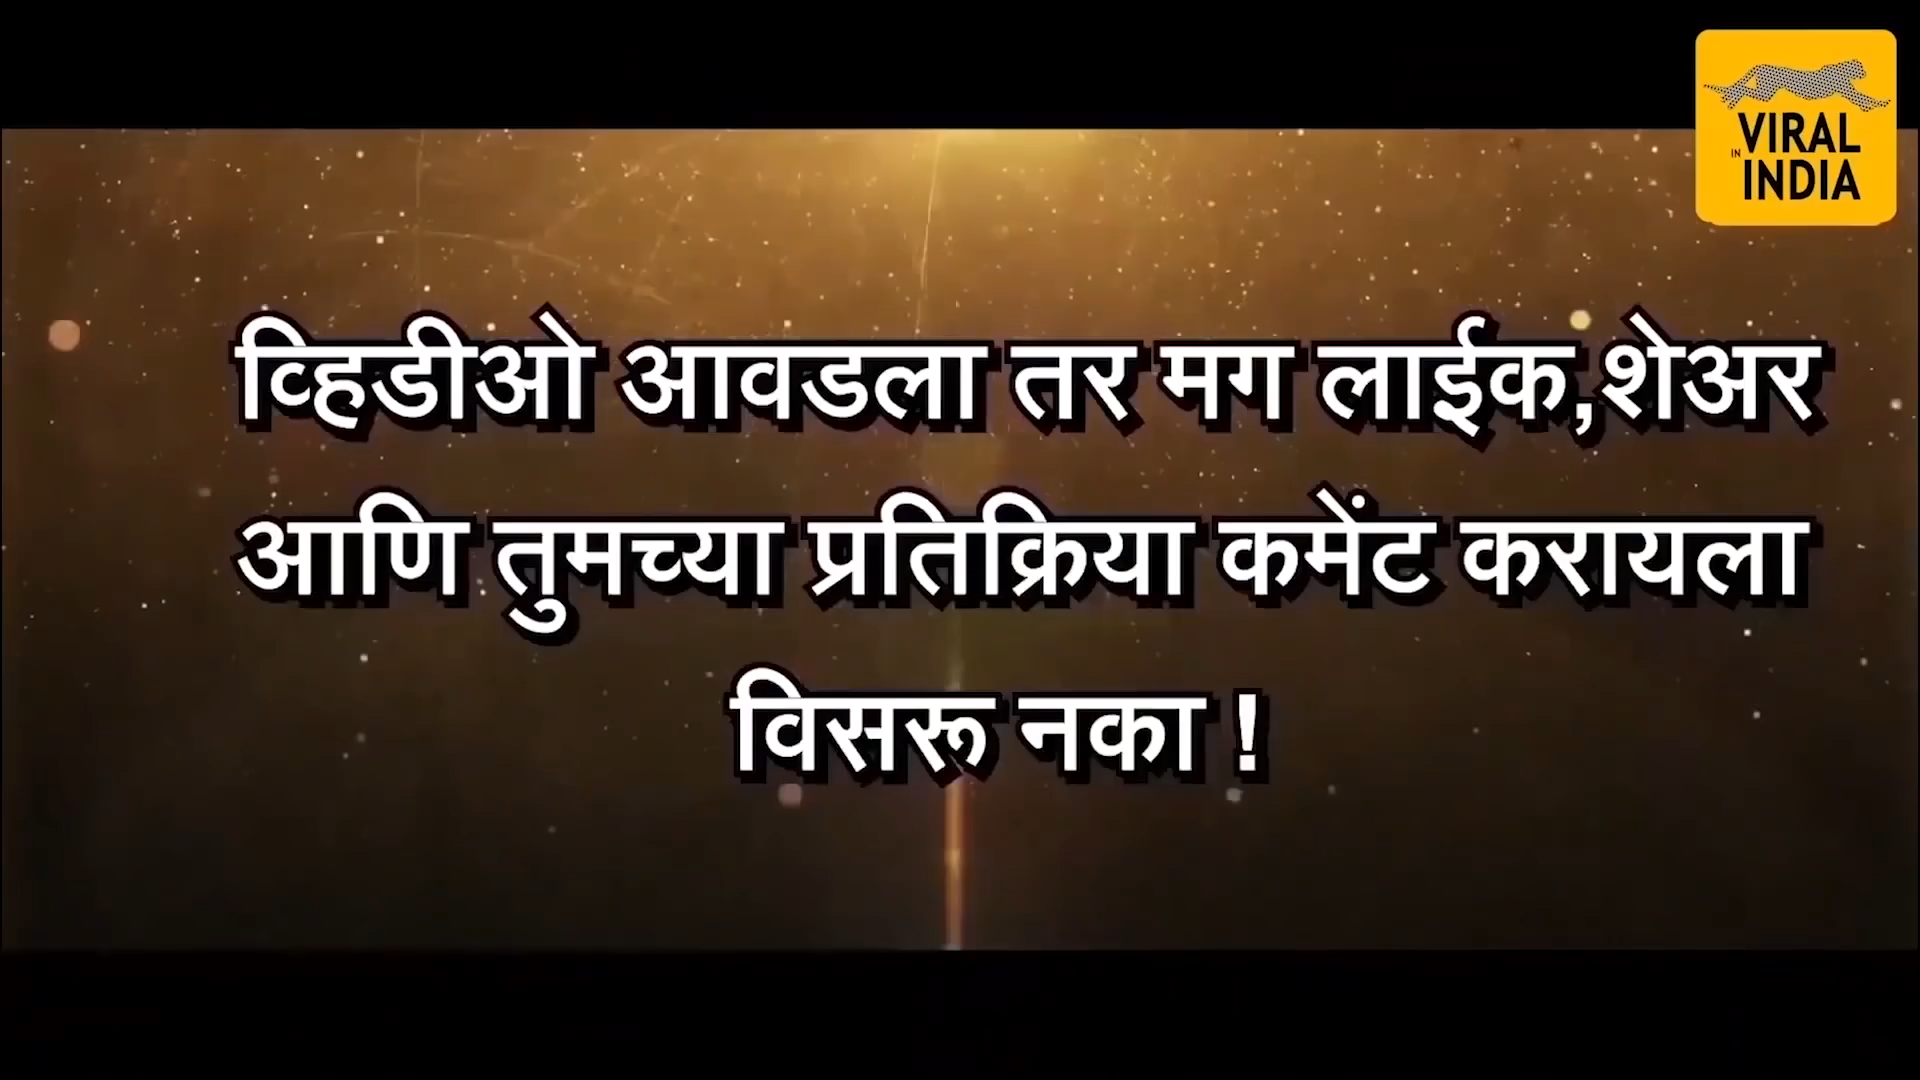 VIRAL
IN
INDIA
व्हिडीओ आवडला तर मग लाईक,शेअर
आणि तुमच्या प्रतिक्रिया कमेंट करायला
विसरू नका !